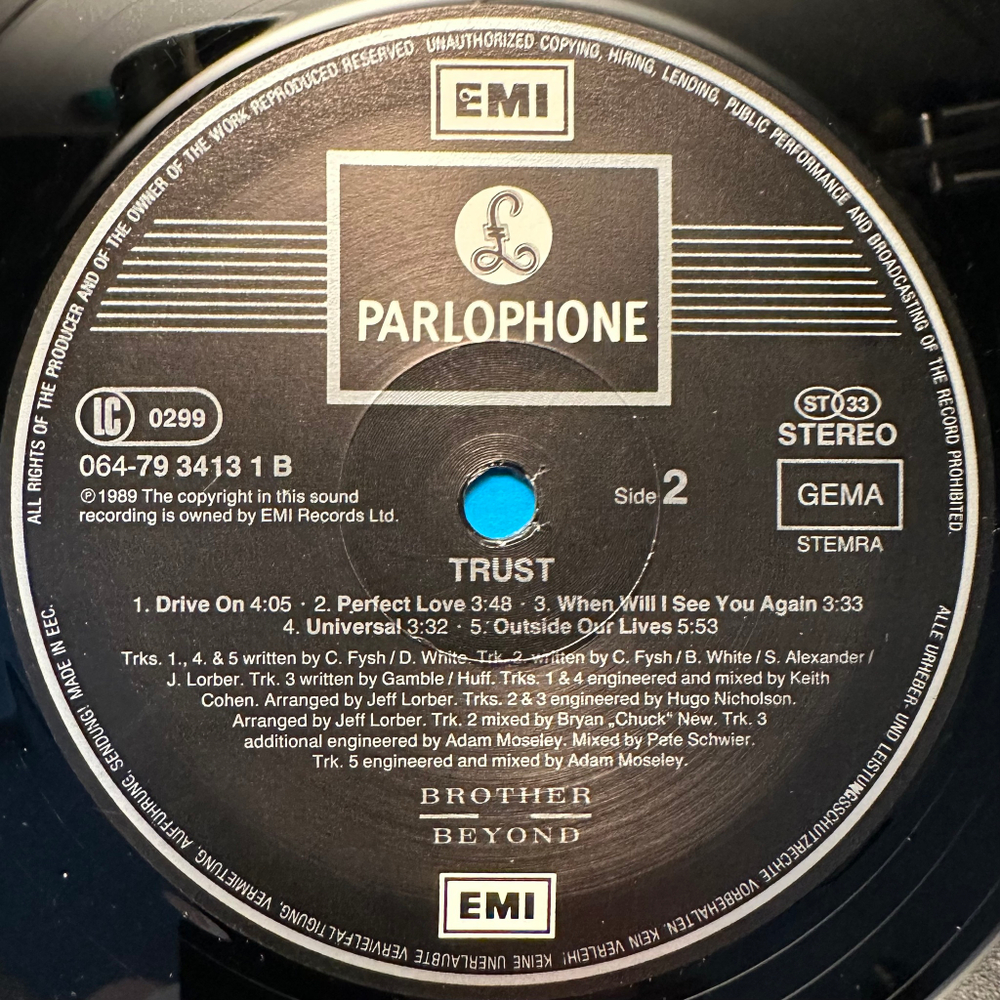 ALL RIGHTS OF THE PRODUCER AND OF THE OWNER OF THE WORK REPRODUCED RESERVED. UNAUTHORIZED COPYING, HIRING, LENDING, PUBLIC PERFORMANCE AND BROADCASTING OF THE RECORD PROHIBITED.
EMI
£
PARLOPHONE
LC 0299
ST 33
STEREO
064-79 3413 1 B
℗ 1989 The copyright in this sound
recording is owned by EMI Records Ltd.
Side 2
GEMA
STEMRA
TRUST
1. Drive On 4:05 · 2. Perfect Love 3:48 · 3. When Will I See You Again 3:33
4. Universal 3:32 · 5. Outside Our Lives 5:53
Trks. 1., 4. & 5 written by C. Fysh / D. White. Trk. 2. written by C. Fysh / B. White / S. Alexander /
J. Lorber. Trk. 3 written by Gamble / Huff. Trks. 1 & 4 engineered and mixed by Keith
Cohen. Arranged by Jeff Lorber. Trks. 2 & 3 engineered by Hugo Nicholson.
Arranged by Jeff Lorber. Trk. 2 mixed by Bryan „Chuck“ New. Trk. 3
additional engineered by Adam Moseley. Mixed by Pete Schwier.
Trk. 5 engineered and mixed by Adam Moseley.
BROTHER
BEYOND
EMI
ALLE URHEBER- UND LEISTUNGSSCHUTZRECHTE VORBEHALTEN. KEIN VERLEIH! KEINE UNERLAUBTE VERVIELFALTIGUNG, VERMIETUNG, AUFFUHRUNG, SENDUNG! MADE IN EEC.